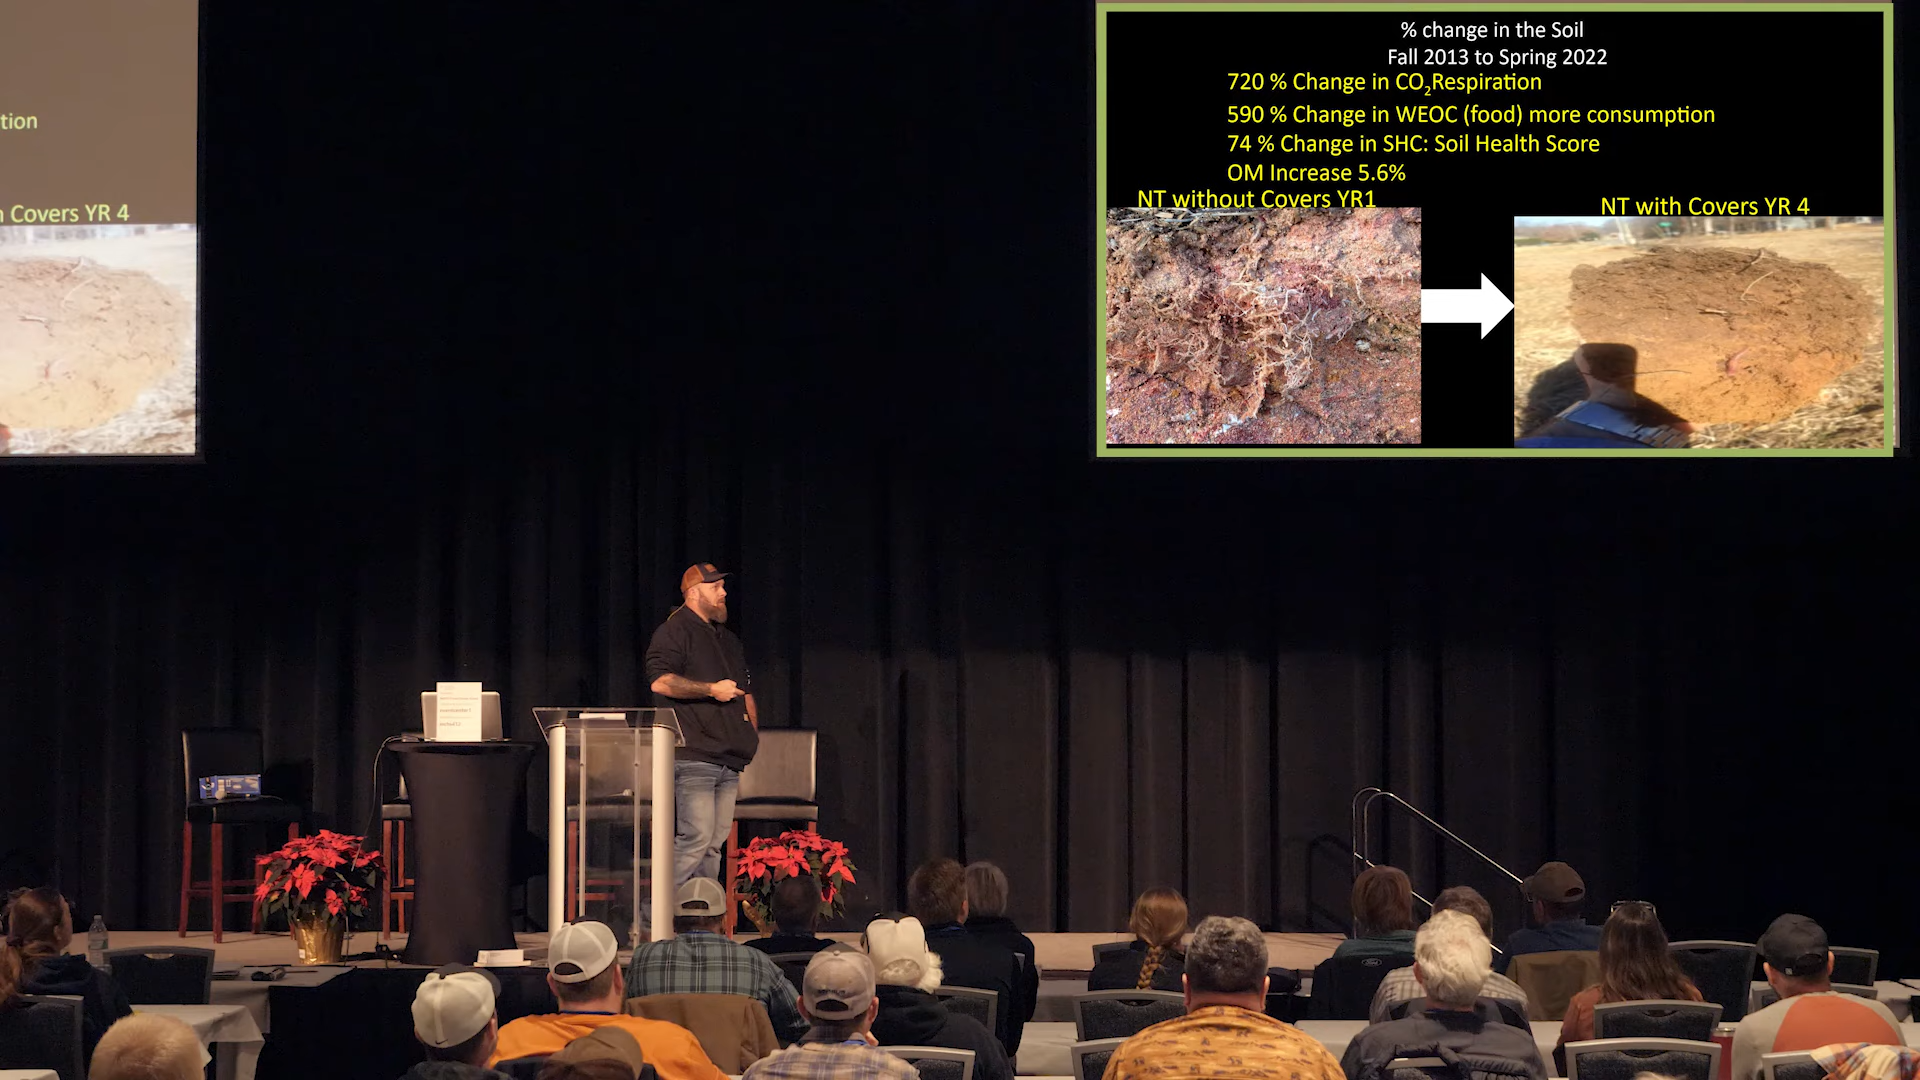 tion
Covers YR 4
% change in the Soil
Fall 2013 to Spring 2022
720 % Change in CO₂Respiration
590 % Change in WEOC (food) more consumption
74 % Change in SHC: Soil Health Score
OM Increase 5.6%
NT without Covers YR1
NT with Covers YR 4
Ford